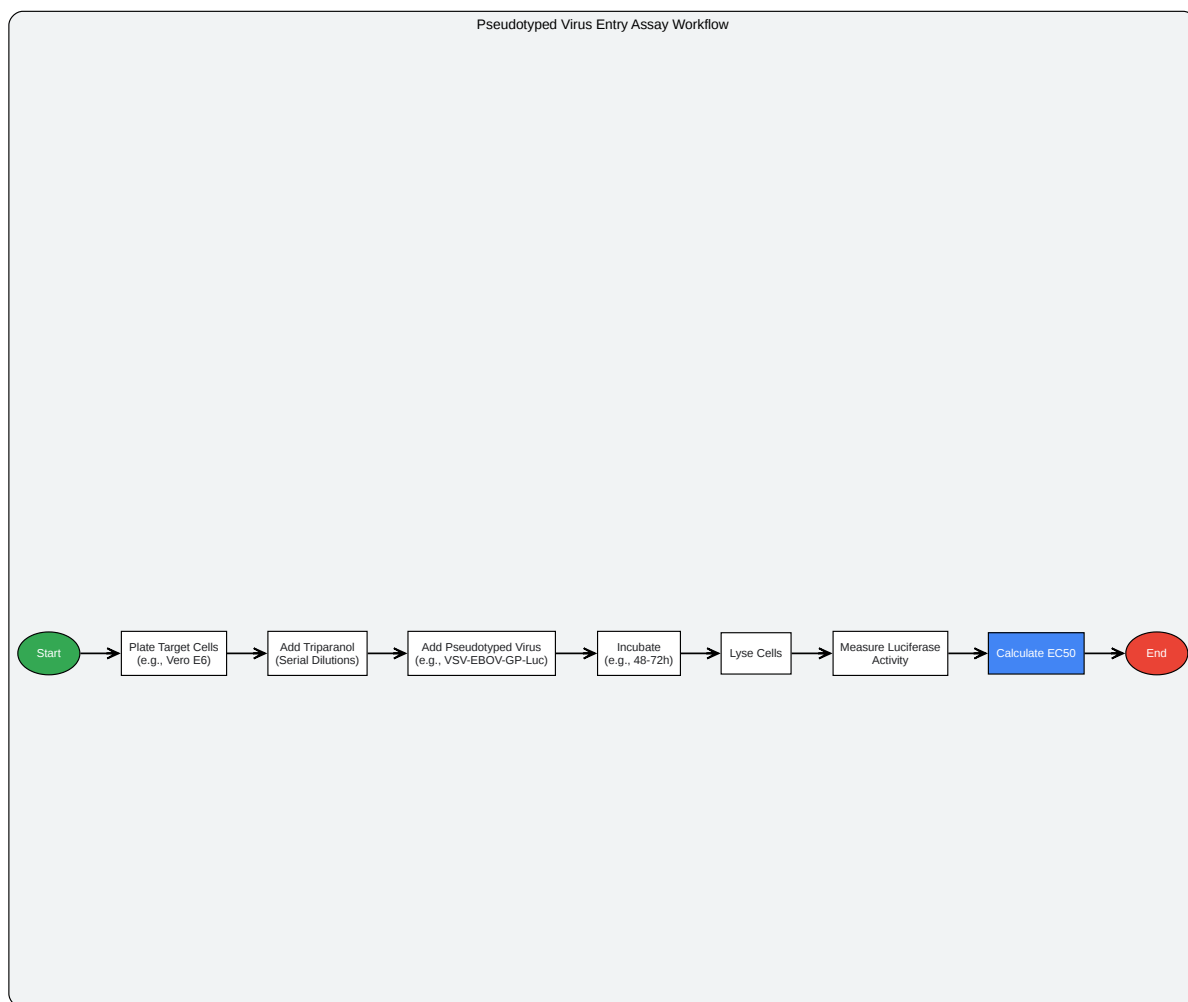 Pseudotyped Virus Entry Assay Workflow
Start
Plate Target Cells
(e.g., Vero E6)
Add Triparanol
(Serial Dilutions)
Add Pseudotyped Virus
(e.g., VSV-EBOV-GP-Luc)
Incubate
(e.g., 48-72h)
Lyse Cells
Measure Luciferase
Activity
Calculate EC50
End